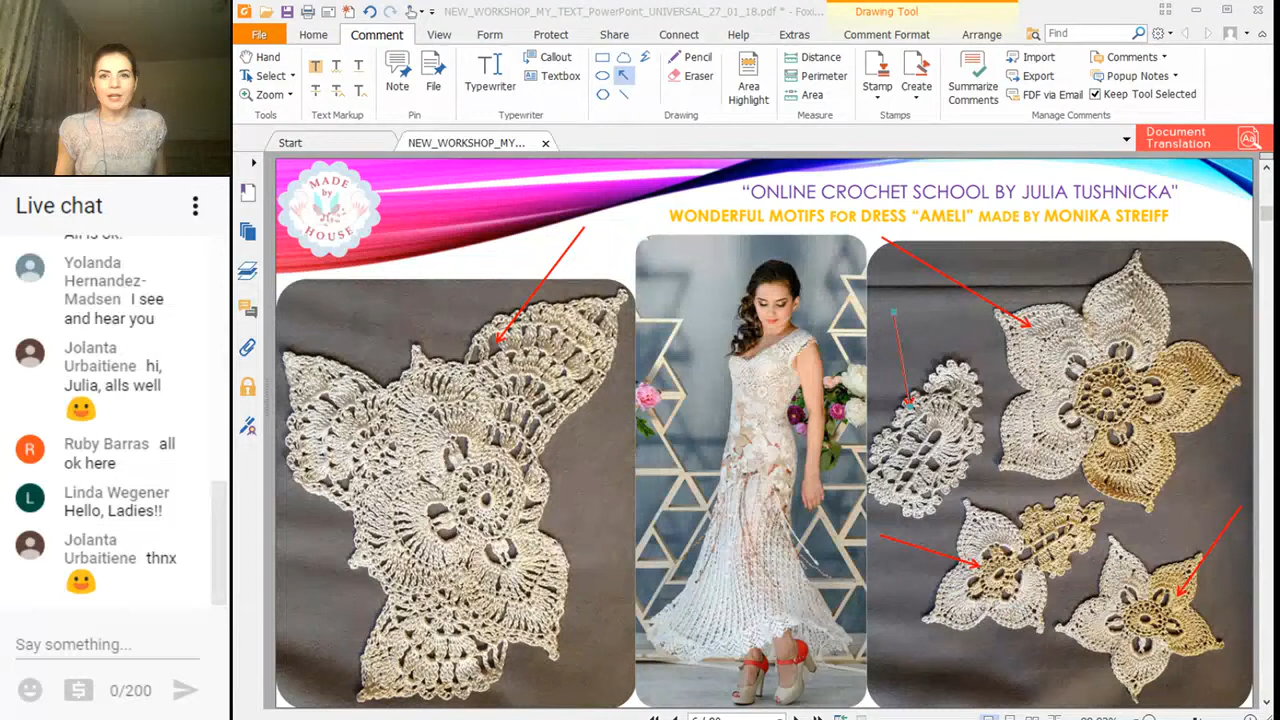 NEW_WORKSHOP_MY_TEXT_PowerPoint_UNIVERSAL_27_01_18.pdf * - Foxi...
Drawing Tool
File
Home
Comment
View
Form
Protect
Share
Connect
Help
Extras
Comment Format
Arrange
Find
Hand
Select
Zoom
Tools
Text Markup
Note
File
Typewriter
Callout
Textbox
Typewriter
Pencil
Eraser
Area
Highlight
Drawing
Distance
Perimeter
Area
Measure
Stamp
Create
Stamps
Summarize
Comments
Import
Export
FDF via Email
Comments
Popup Notes
Keep Tool Selected
Manage Comments
Start
NEW_WORKSHOP_MY...
Document
Translation
Live chat
All is ok.
Yolanda
Hernandez-
Madsen I see
and hear you
Jolanta
Urbaitiene hi,
Julia, alls well
Ruby Barras all
ok here
Linda Wegener
Hello, Ladies!!
Jolanta
Urbaitiene thnx
Say something...
0/200
MADE
by
HOUSE
"ONLINE CROCHET SCHOOL BY JULIA TUSHNICKA"
WONDERFUL MOTIFS FOR DRESS "AMELI" MADE BY MONIKA STREIFF